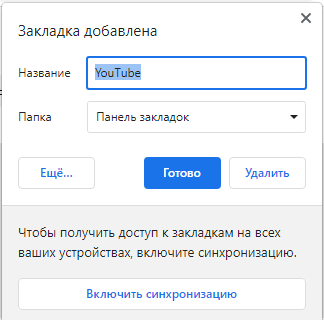 Закладка добавлена
Название YouTube
Папка Панель закладок
Ещё... Готово Удалить
Чтобы получить доступ к закладкам на всех
ваших устройствах, включите синхронизацию.
Включить синхронизацию